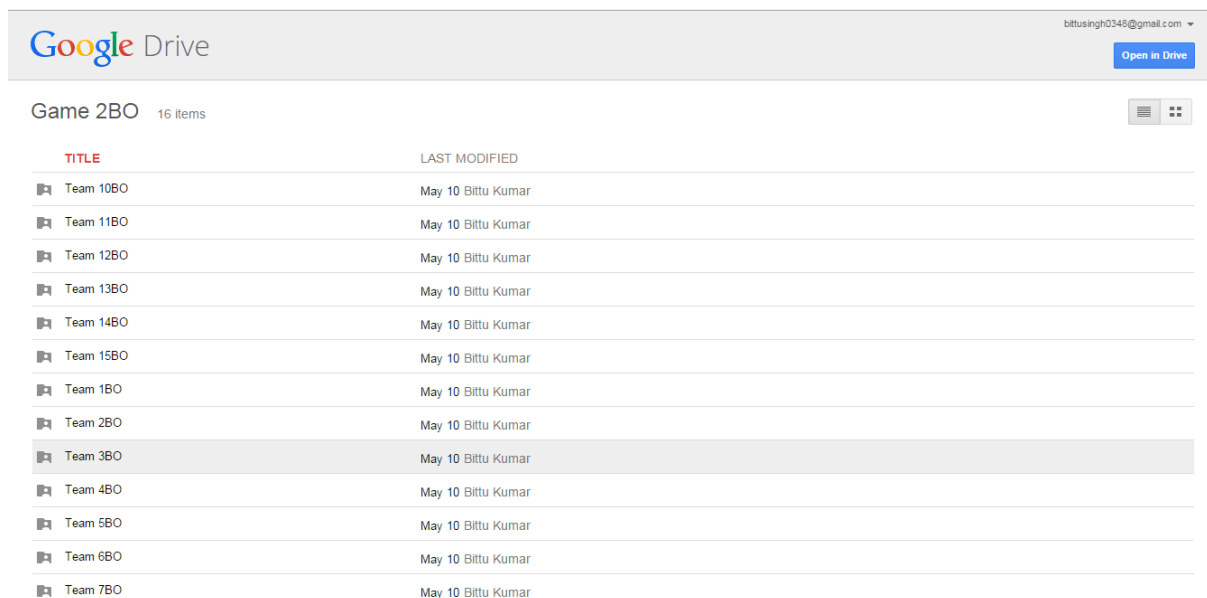 bittusingh0348@gmail.com
Google Drive
Open in Drive
Game 2BO 16 items
TITLE LAST MODIFIED
Team 10BO May 10 Bittu Kumar
Team 11BO May 10 Bittu Kumar
Team 12BO May 10 Bittu Kumar
Team 13BO May 10 Bittu Kumar
Team 14BO May 10 Bittu Kumar
Team 15BO May 10 Bittu Kumar
Team 1BO May 10 Bittu Kumar
Team 2BO May 10 Bittu Kumar
Team 3BO May 10 Bittu Kumar
Team 4BO May 10 Bittu Kumar
Team 5BO May 10 Bittu Kumar
Team 6BO May 10 Bittu Kumar
Team 7BO May 10 Bittu Kumar